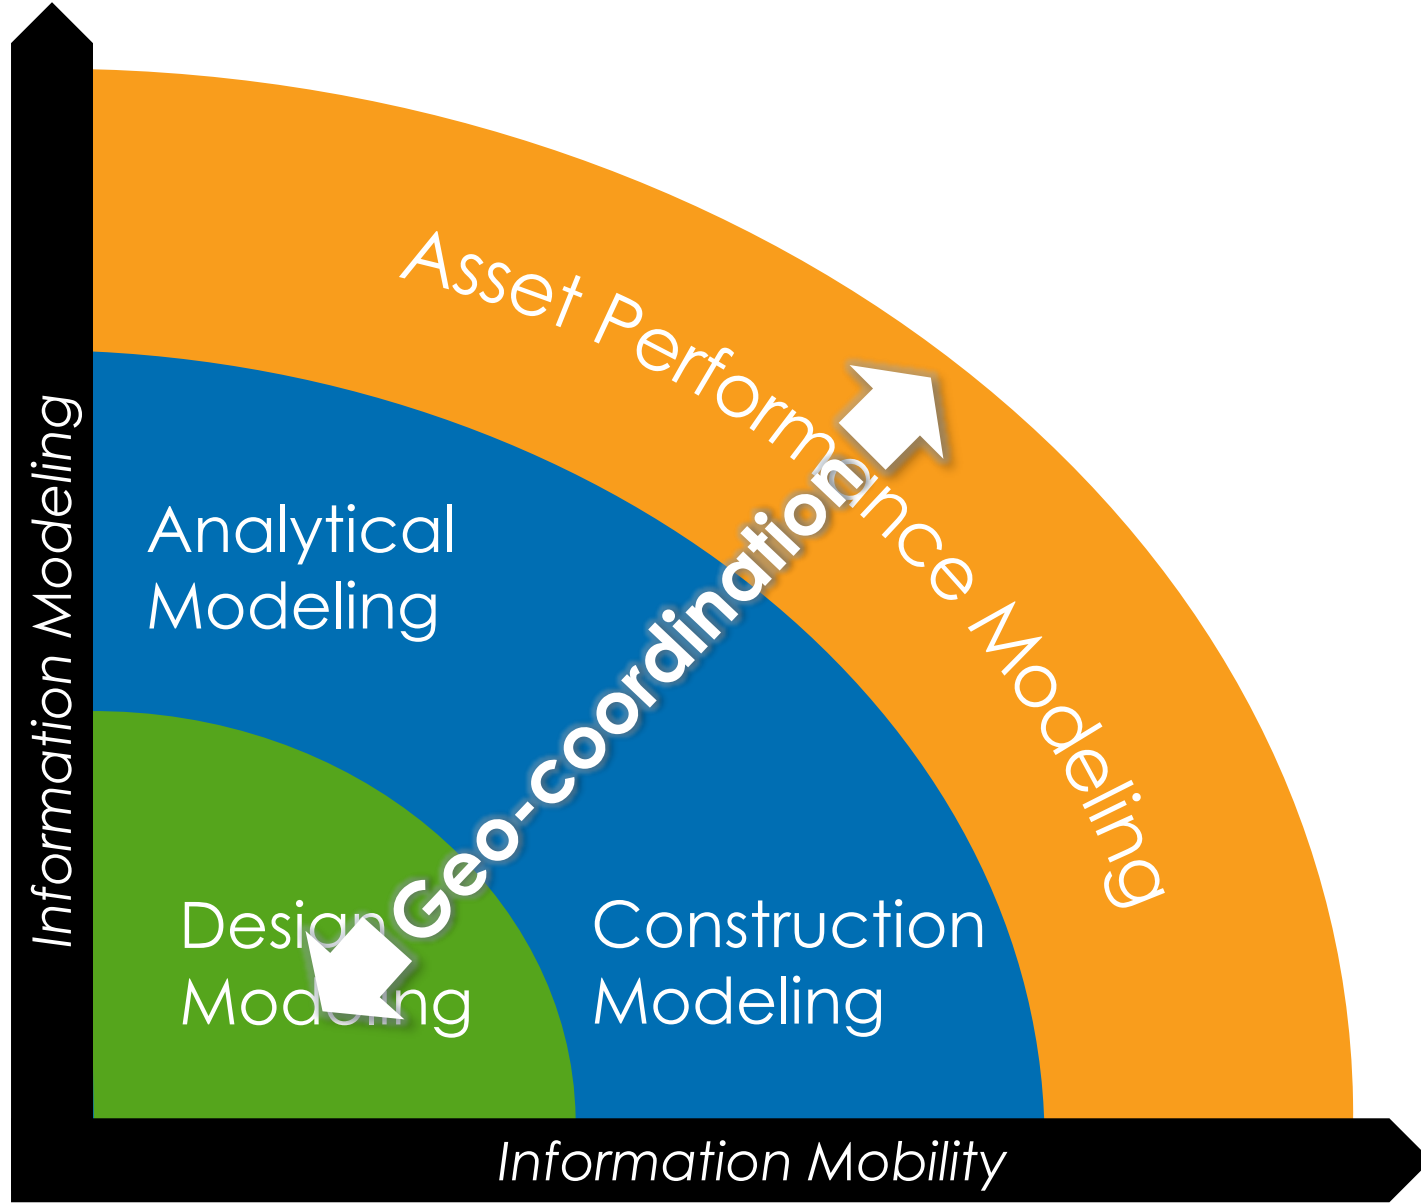 Information Modeling
Asset Performance Modeling
Analytical
Modeling
Geo-coordination
Design
Modeling
Construction
Modeling
Information Mobility